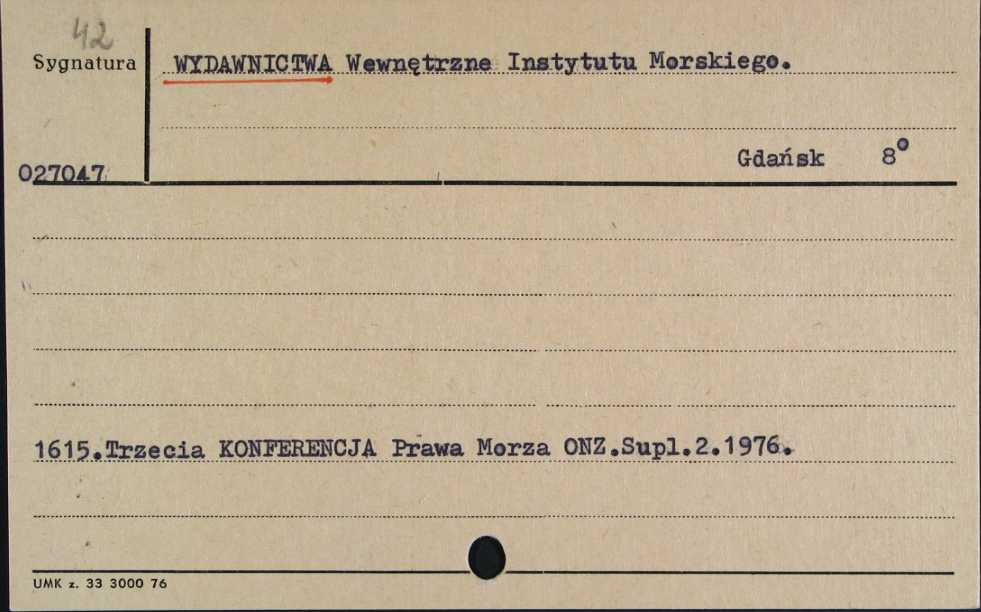 42
Sygnatura
WYDAWNICTWA Wewnętrzne Instytutu Morskiego.
Gdańsk 8°
027047
1615.Trzecia KONFERENCJA Prawa Morza ONZ.Supl.2.1976.
UMK z. 33 3000 76